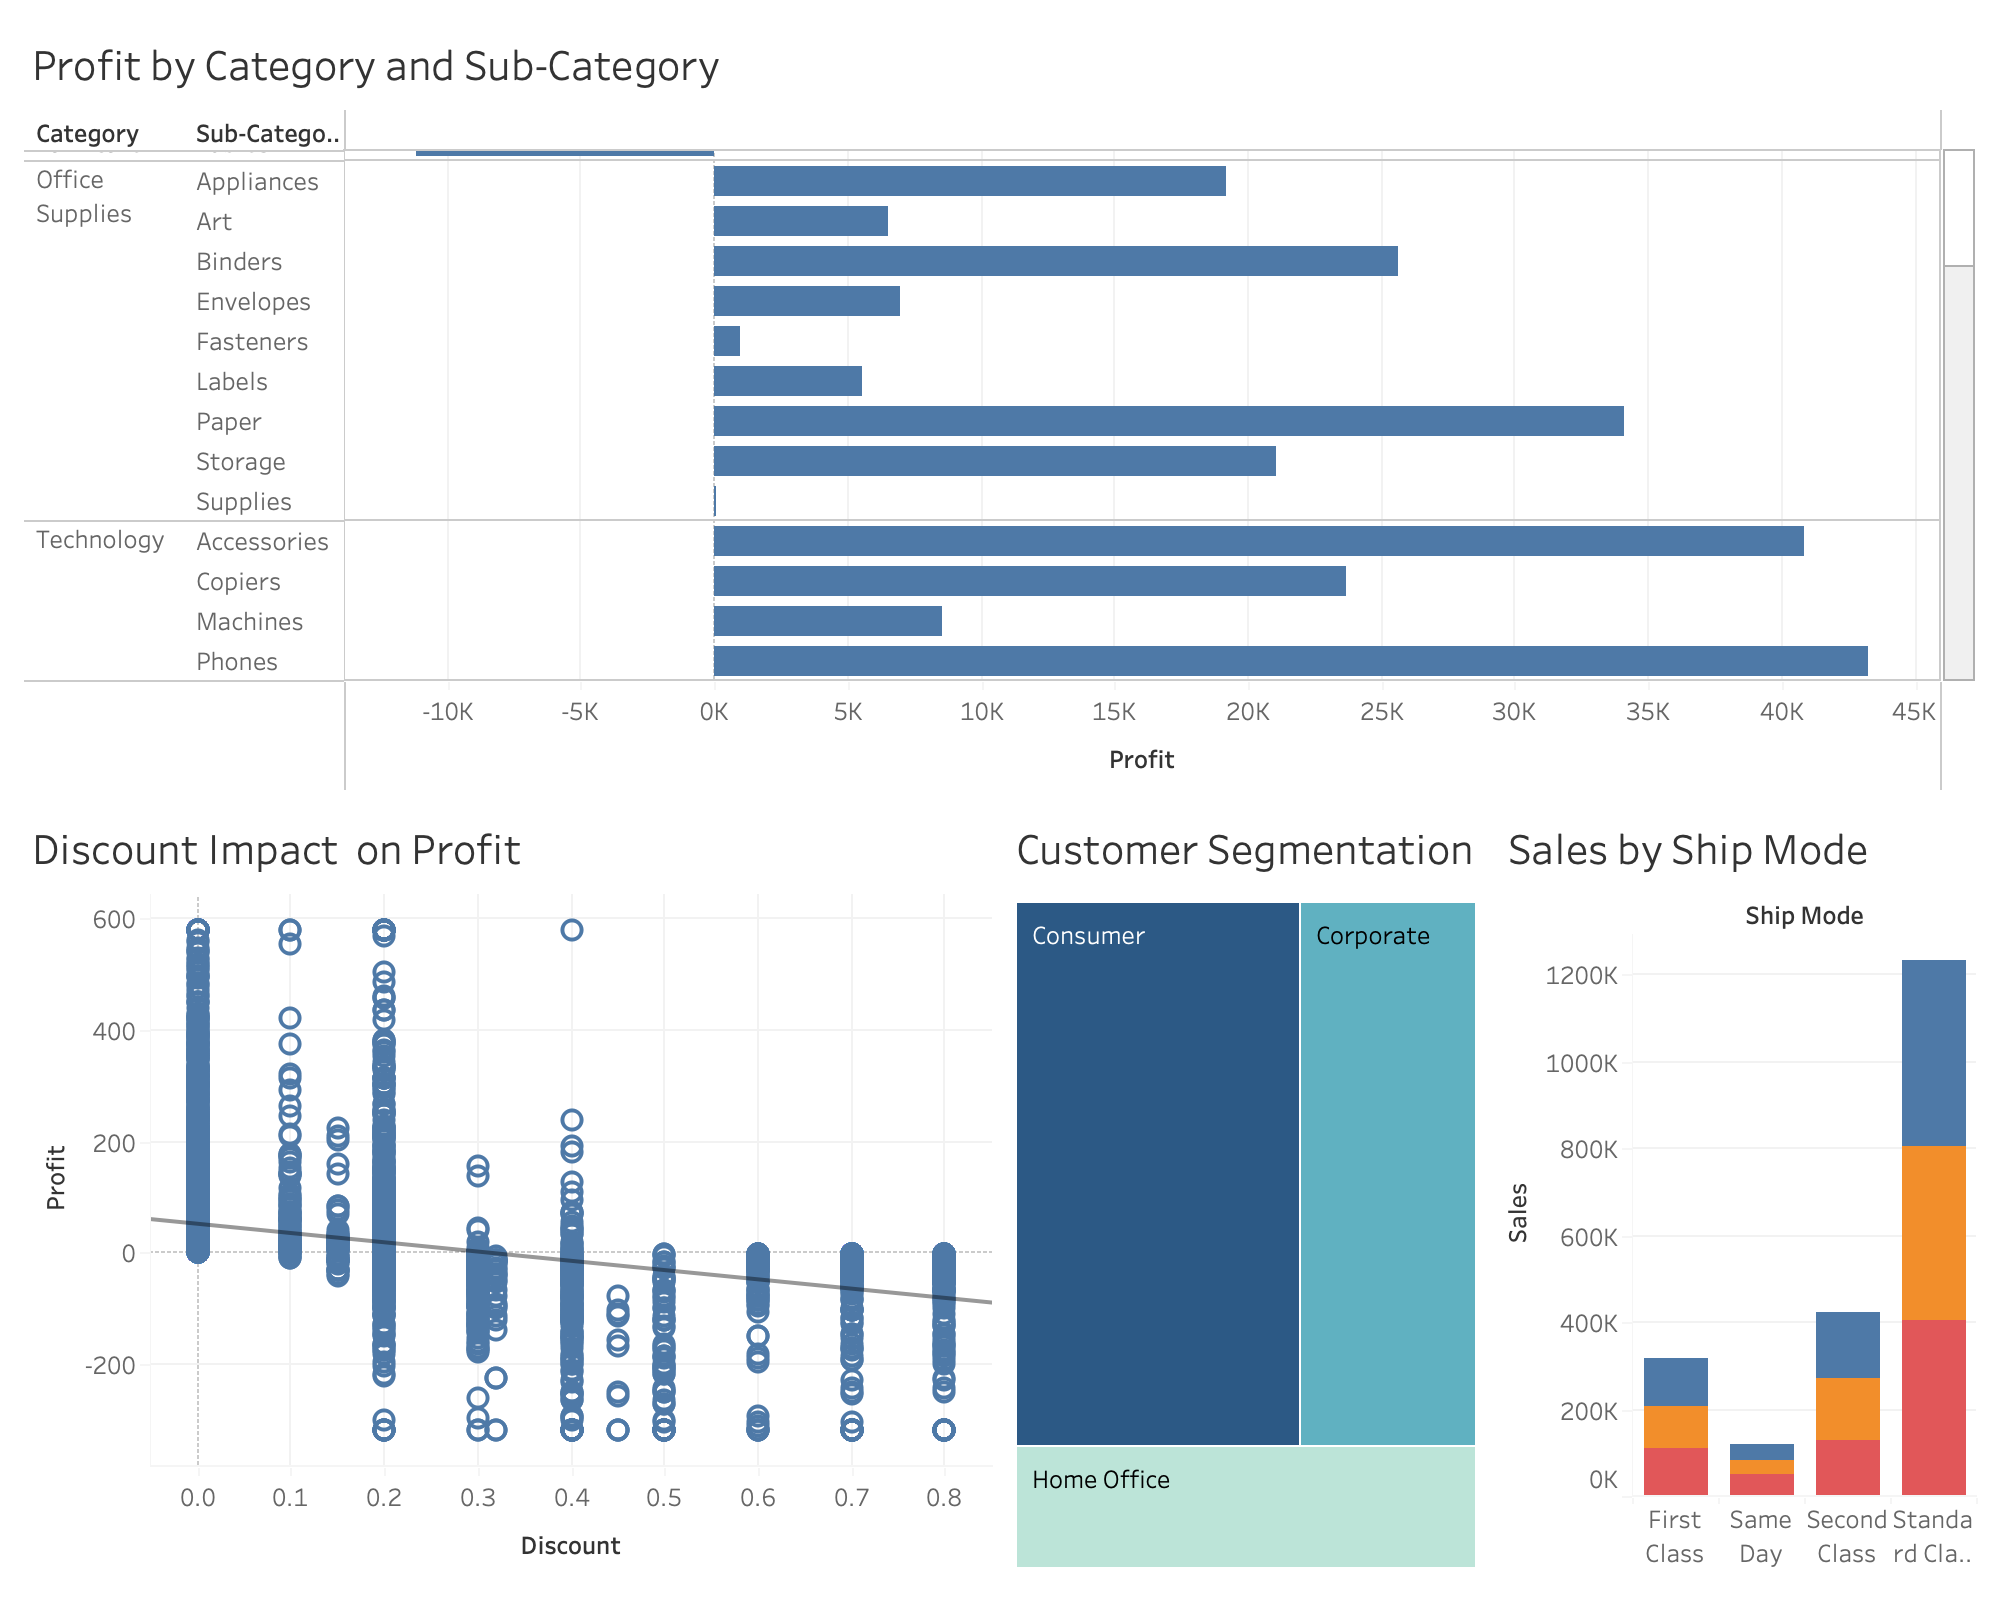 Profit by Category and Sub-Category
Category Sub-Catego..
Office
Supplies
Appliances
Art
Binders
Envelopes
Fasteners
Labels
Paper
Storage
Supplies
Technology Accessories
Copiers
Machines
Phones
-10K -5K 0K 5K 10K 15K 20K 25K 30K 35K 40K 45K
Profit
Discount Impact on Profit
600
400
200
0
-200
Profit
0.0 0.1 0.2 0.3 0.4 0.5 0.6 0.7 0.8
Discount
Customer Segmentation
Consumer
Corporate
Home Office
Sales by Ship Mode
Ship Mode
1200K
1000K
800K
600K
400K
200K
0K
Sales
First
Class
Same
Day
Second
Class
Standa
rd Cla..